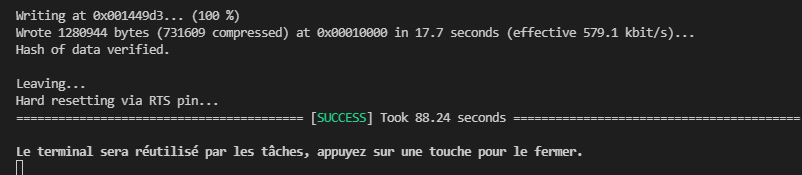 Writing at 0x001449d3... (100 %)
Wrote 1280944 bytes (731609 compressed) at 0x00010000 in 17.7 seconds (effective 579.1 kbit/s)...
Hash of data verified.
Leaving...
Hard resetting via RTS pin...
========================================= [SUCCESS] Took 88.24 seconds =========================================
Le terminal sera réutilisé par les tâches, appuyez sur une touche pour le fermer.